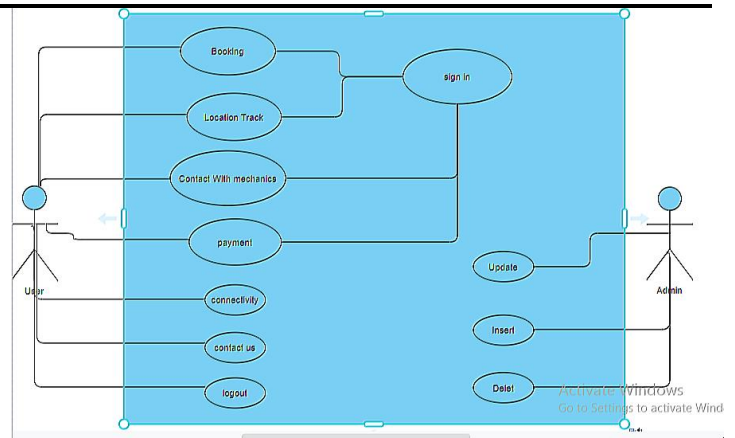 Booking
sign in
Location Track
Contact With mechanics
payment
Update
User
Admin
connectivity
Insert
contact us
Delet
logout
Activate Windows
Go to Settings to activate Wind